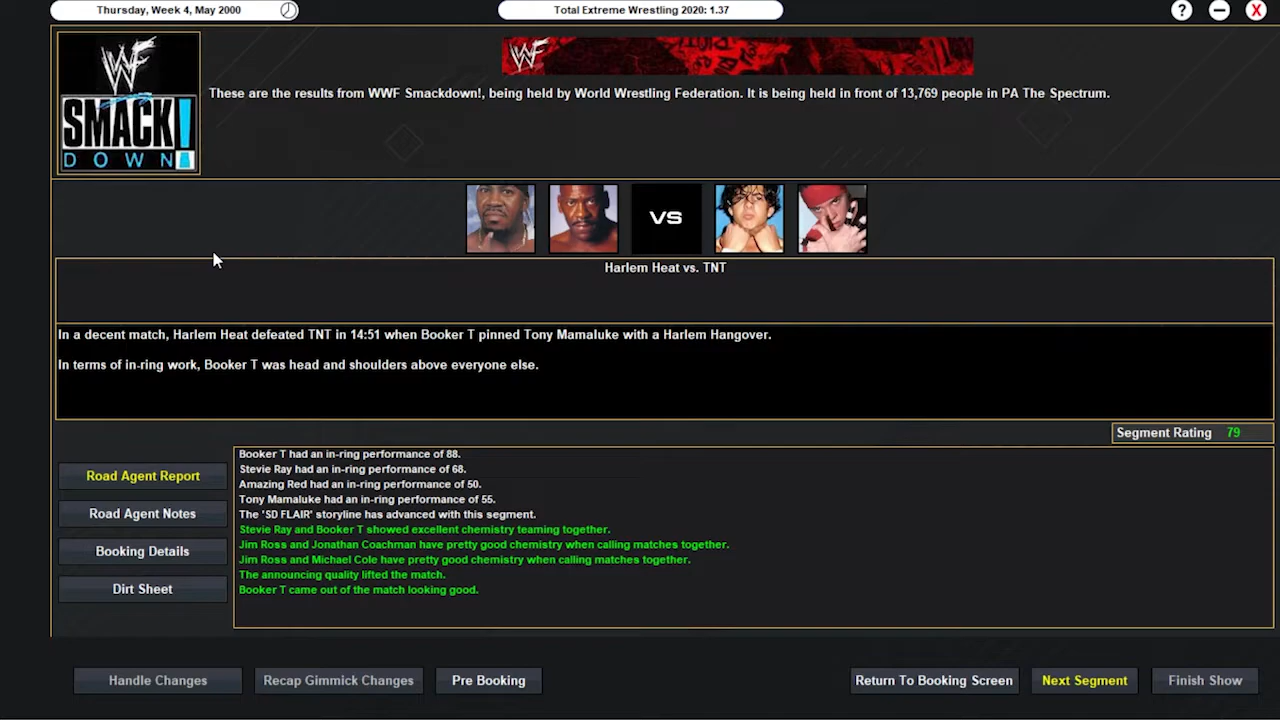 Thursday, Week 4, May 2000
Total Extreme Wrestling 2020: 1.37
?
X
WF
SMACK!
DOWN!
WF
These are the results from WWF Smackdown!, being held by World Wrestling Federation. It is being held in front of 13,769 people in PA The Spectrum.
VS
Harlem Heat vs. TNT
In a decent match, Harlem Heat defeated TNT in 14:51 when Booker T pinned Tony Mamaluke with a Harlem Hangover.
In terms of in-ring work, Booker T was head and shoulders above everyone else.
Segment Rating 79
Road Agent Report
Road Agent Notes
Booking Details
Dirt Sheet
Booker T had an in-ring performance of 88.
Stevie Ray had an in-ring performance of 68.
Amazing Red had an in-ring performance of 50.
Tony Mamaluke had an in-ring performance of 55.
The 'SD FLAIR' storyline has advanced with this segment.
Stevie Ray and Booker T showed excellent chemistry teaming together.
Jim Ross and Jonathan Coachman have pretty good chemistry when calling matches together.
Jim Ross and Michael Cole have pretty good chemistry when calling matches together.
The announcing quality lifted the match.
Booker T came out of the match looking good.
Handle Changes
Recap Gimmick Changes
Pre Booking
Return To Booking Screen
Next Segment
Finish Show